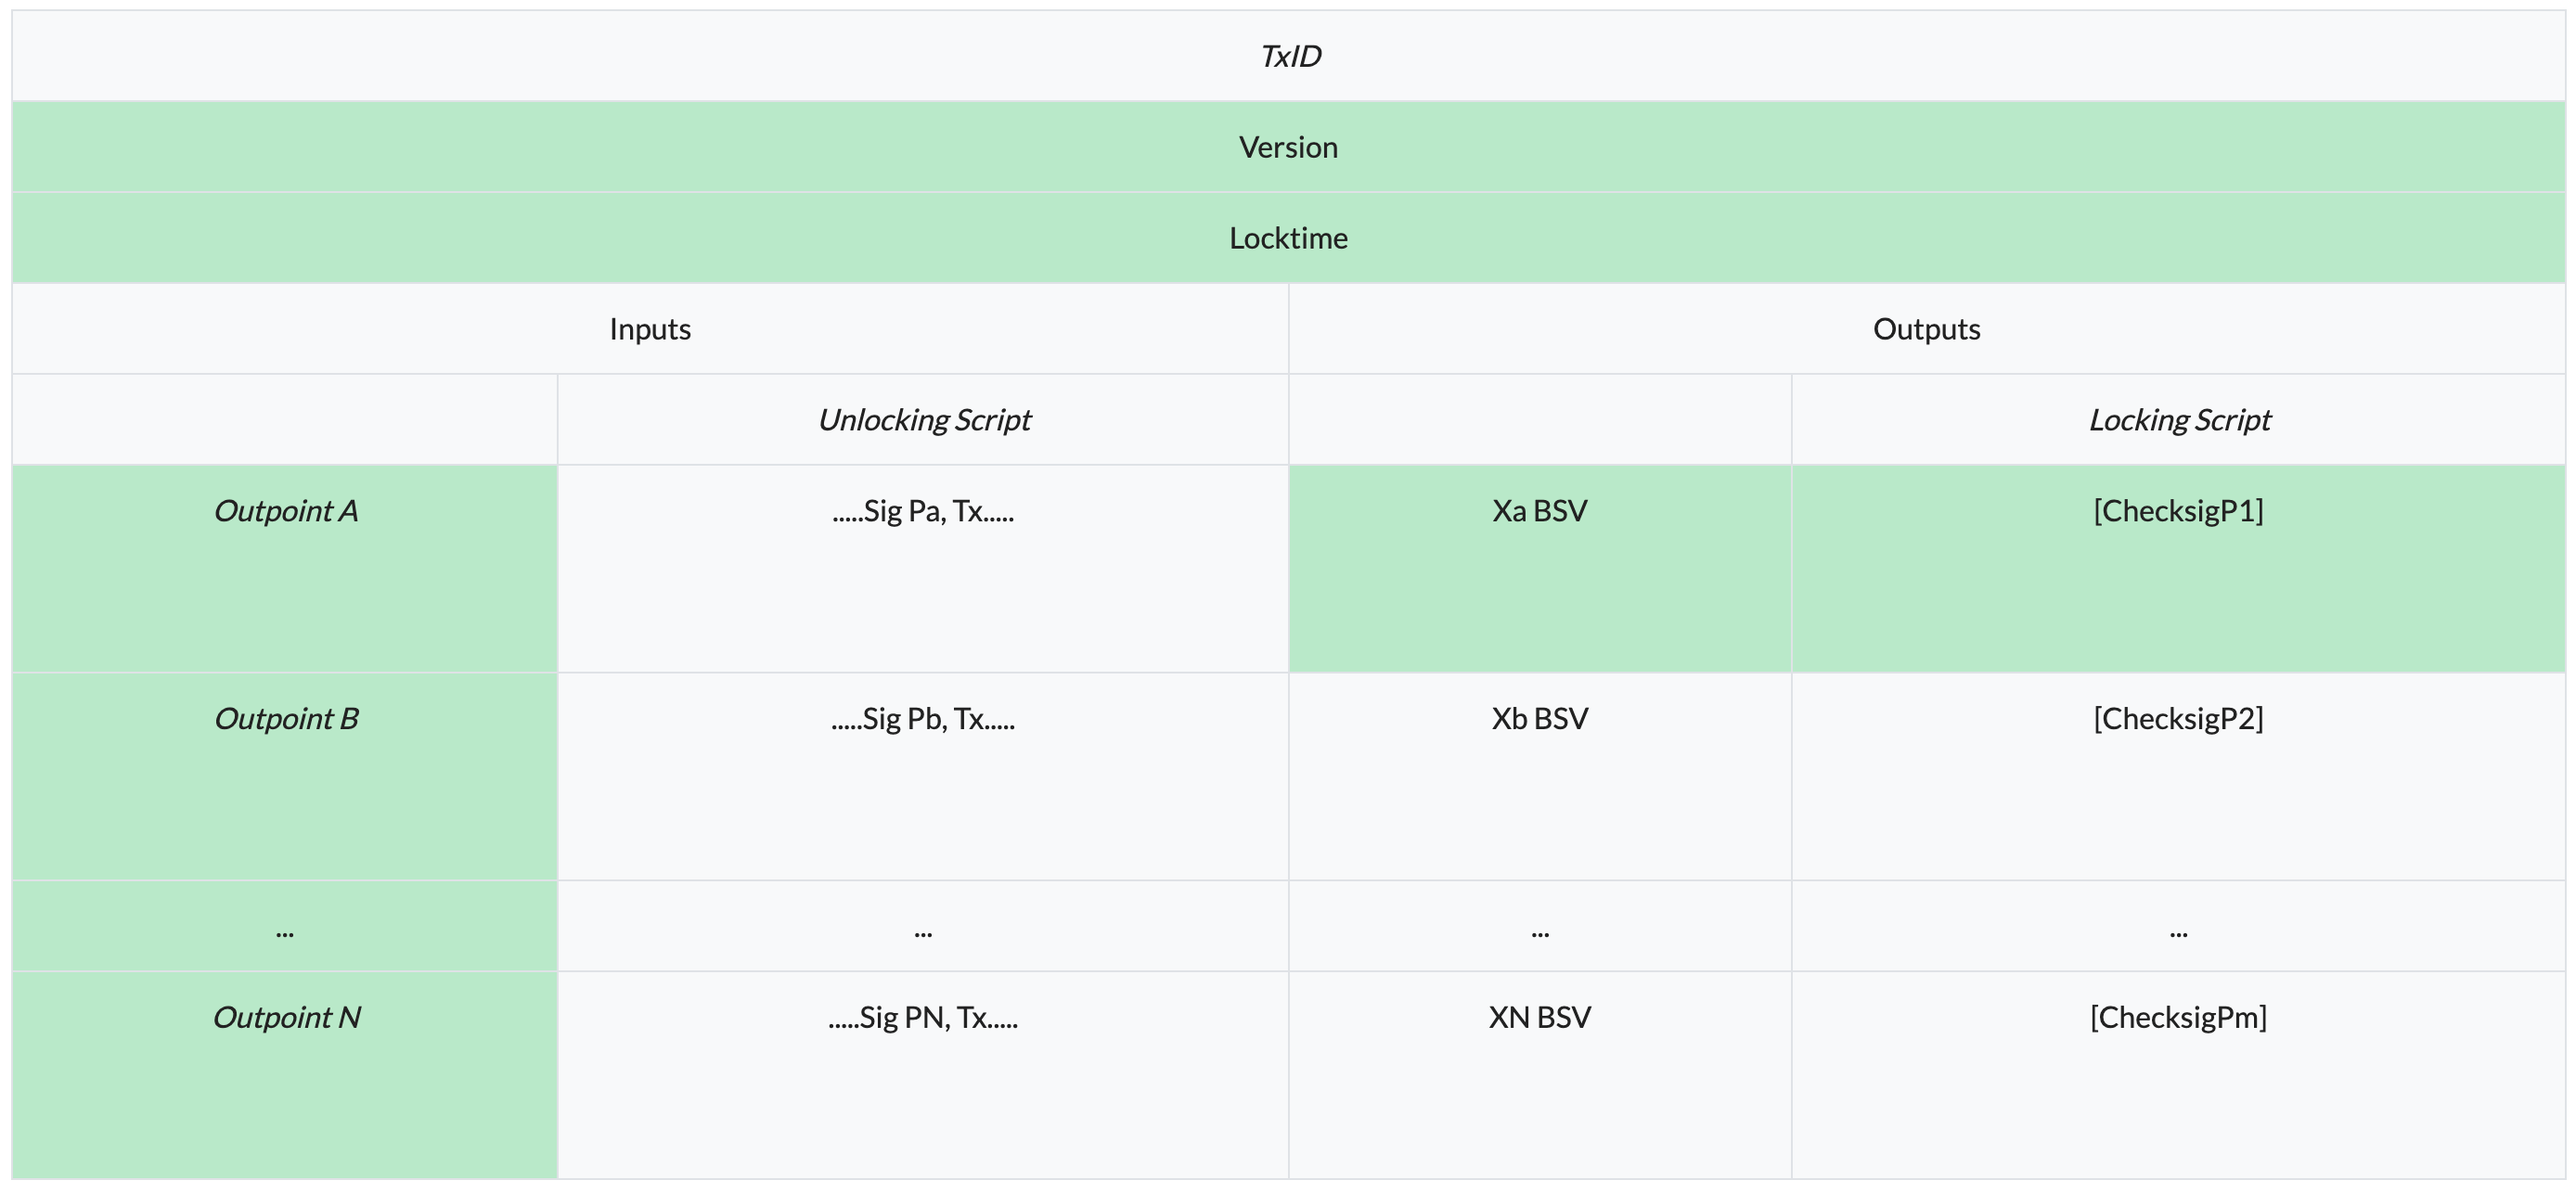 TxID
Version
Locktime
Inputs Outputs
Unlocking Script Locking Script
Outpoint A .....Sig Pa, Tx..... Xa BSV [ChecksigP1]
Outpoint B .....Sig Pb, Tx..... Xb BSV [ChecksigP2]
... ... ... ...
Outpoint N .....Sig PN, Tx..... XN BSV [ChecksigPm]